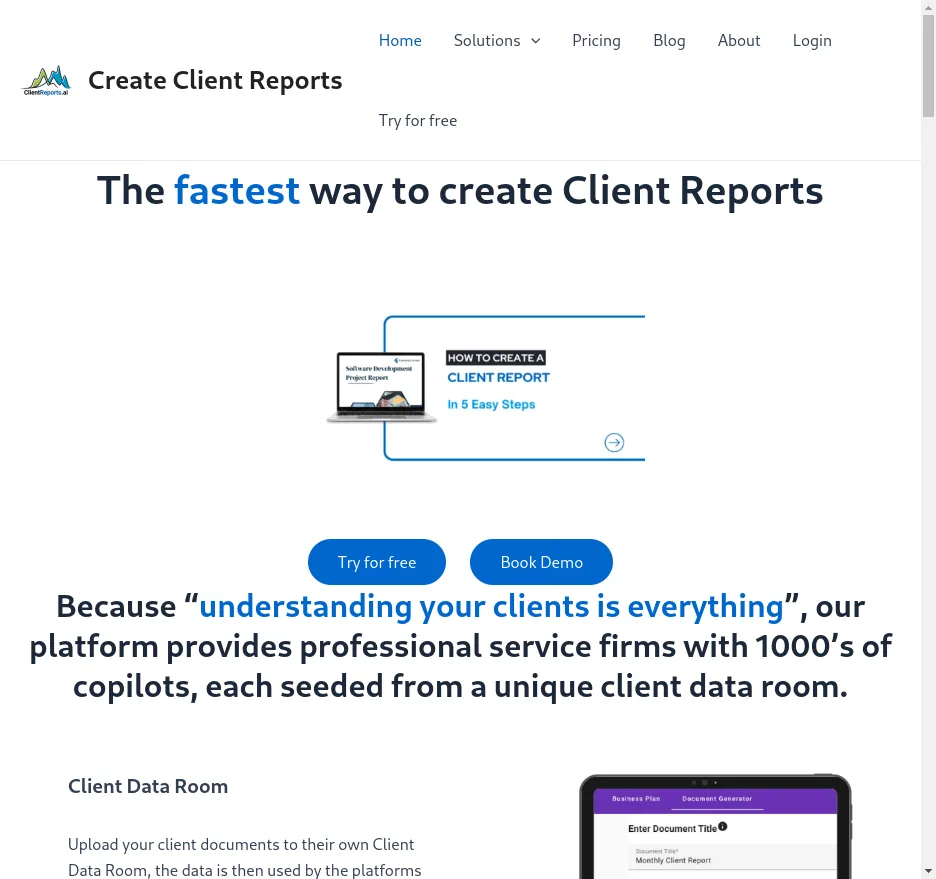 Home
Solutions
Pricing
Blog
About
Login
ClientReports.ai
Create Client Reports
Try for free
The fastest way to create Client Reports
Software Development
Project Report
HOW TO CREATE A
CLIENT REPORT
In 5 Easy Steps
Try for free
Book Demo
Because “understanding your clients is everything”, our
platform provides professional service firms with 1000’s of
copilots, each seeded from a unique client data room.
Client Data Room
Upload your client documents to their own Client
Data Room, the data is then used by the platforms
Business Plan
Document Generator
Enter Document Title
Document Title*
Monthly Client Report